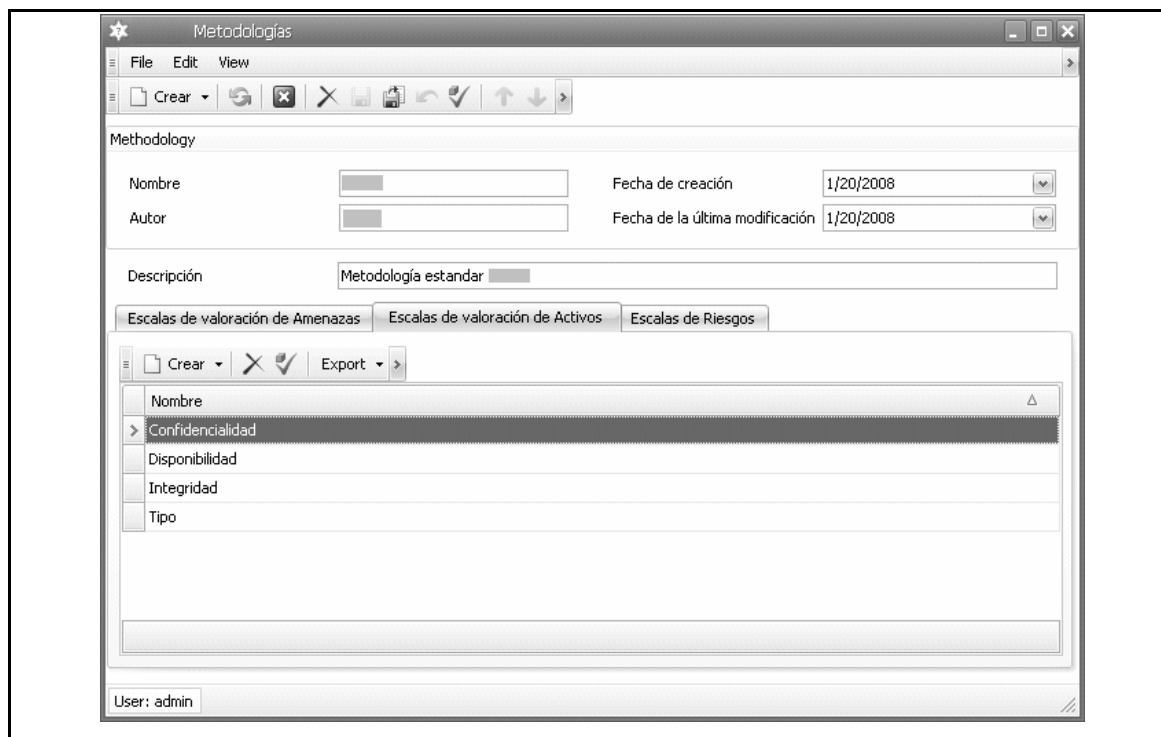 Metodologías
File Edit View
Crear
Methodology
Nombre
Fecha de creación 1/20/2008
Autor
Fecha de la última modificación 1/20/2008
Descripción Metodología estandar
Escalas de valoración de Amenazas Escalas de valoración de Activos Escalas de Riesgos
Crear Export
Nombre
Confidencialidad
Disponibilidad
Integridad
Tipo
User: admin